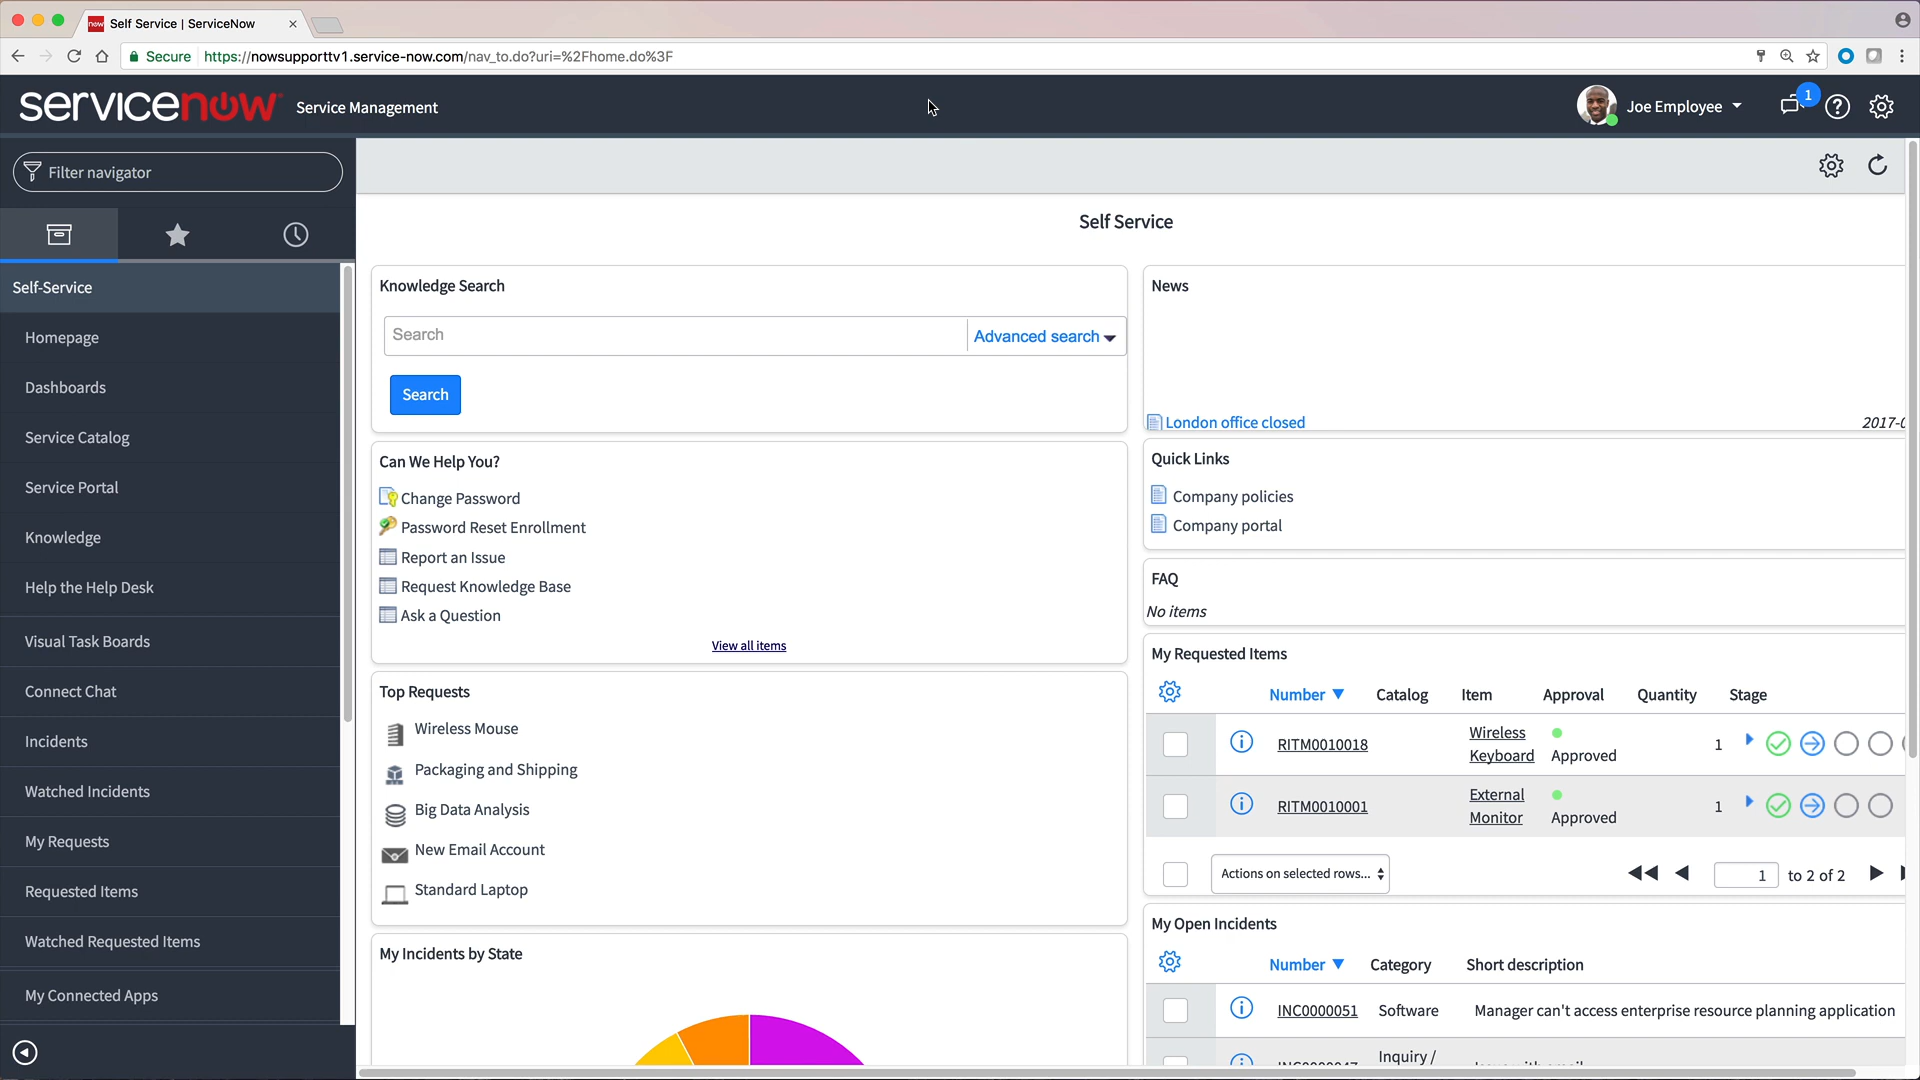 Self Service | ServiceNow
Secure https://nowsupporttv1.service-now.com/nav_to.do?uri=%2Fhome.do%3F
servicenow Service Management
Joe Employee
1
Filter navigator
Self-Service
Homepage
Dashboards
Service Catalog
Service Portal
Knowledge
Help the Help Desk
Visual Task Boards
Connect Chat
Incidents
Watched Incidents
My Requests
Requested Items
Watched Requested Items
My Connected Apps
Self Service
Knowledge Search
Search
Advanced search
Search
Can We Help You?
Change Password
Password Reset Enrollment
Report an Issue
Request Knowledge Base
Ask a Question
View all items
Top Requests
Wireless Mouse
Packaging and Shipping
Big Data Analysis
New Email Account
Standard Laptop
My Incidents by State
News
London office closed 2017-0
Quick Links
Company policies
Company portal
FAQ
No items
My Requested Items
Number Catalog Item Approval Quantity Stage
RITM0010018 Wireless Keyboard Approved 1
RITM0010001 External Monitor Approved 1
Actions on selected rows... 1 to 2 of 2
My Open Incidents
Number Category Short description
INC0000051 Software Manager can't access enterprise resource planning application
Inquiry /